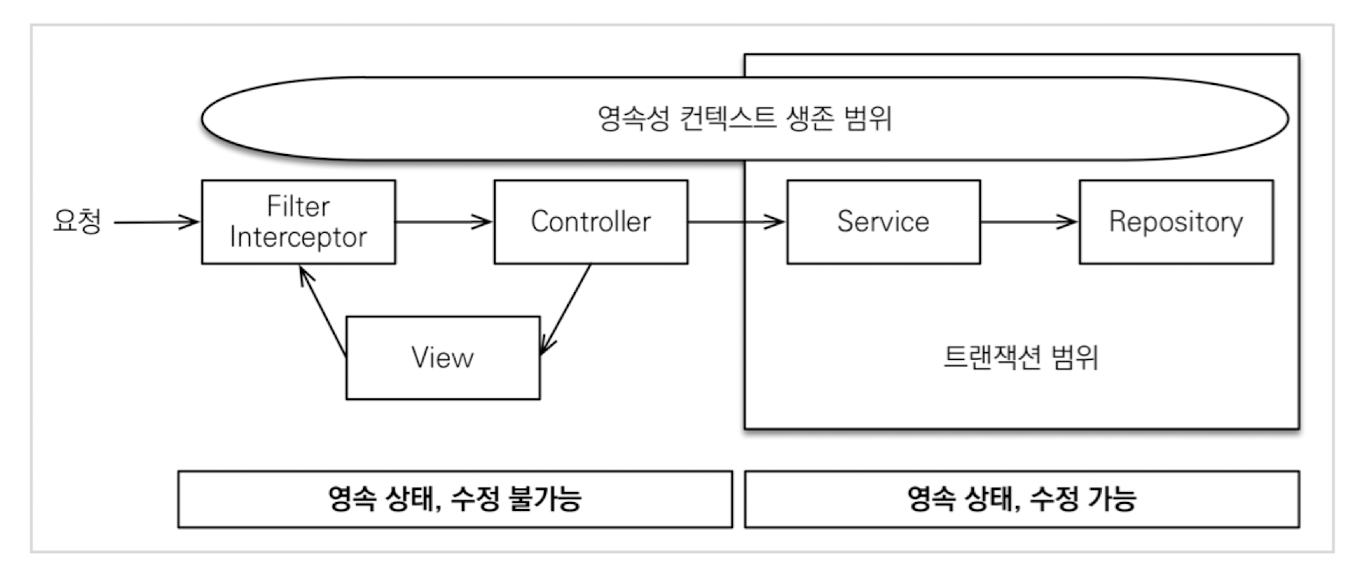 영속성 컨텍스트 생존 범위
요청
Filter
Interceptor
Controller
Service
Repository
View
트랜잭션 범위
영속 상태, 수정 불가능
영속 상태, 수정 가능